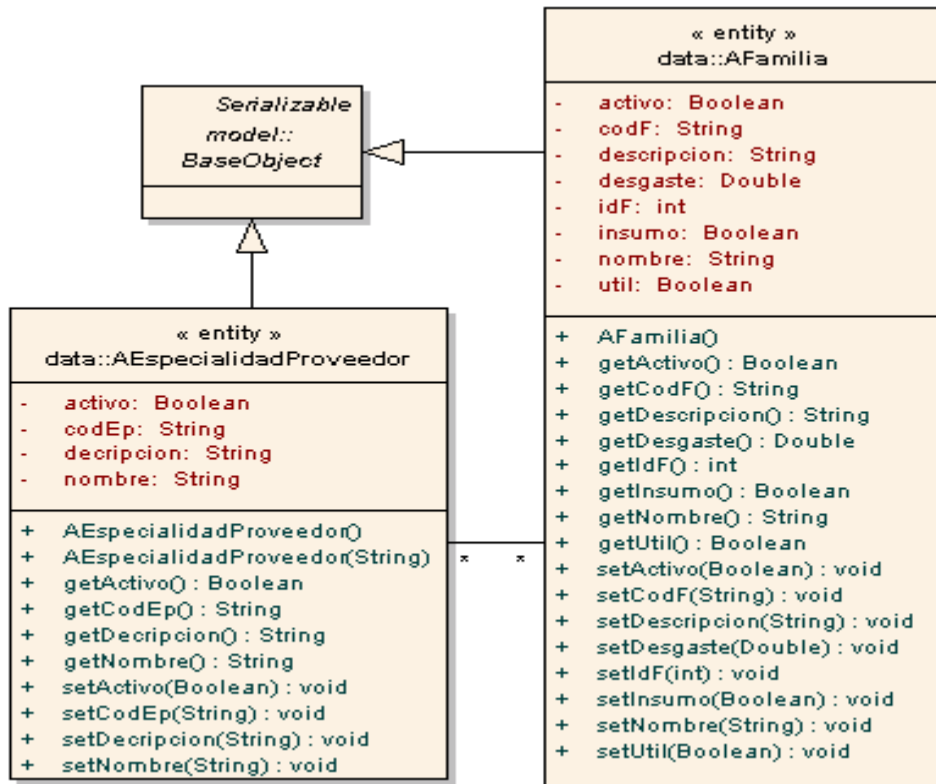 Serializable
model::
BaseObject
« entity »
data::AFamilia
- activo: Boolean
- codF: String
- descripcion: String
- desgaste: Double
- idF: int
- insumo: Boolean
- nombre: String
- util: Boolean
+ AFamilia()
+ getActivo() : Boolean
+ getCodF() : String
+ getDescripcion() : String
+ getDesgaste() : Double
+ getIdF() : int
+ getInsumo() : Boolean
+ getNombre() : String
+ getUtil() : Boolean
+ setActivo(Boolean) : void
+ setCodF(String) : void
+ setDescripcion(String) : void
+ setDesgaste(Double) : void
+ setIdF(int) : void
+ setInsumo(Boolean) : void
+ setNombre(String) : void
+ setUtil(Boolean) : void
« entity »
data::AEspecialidadProveedor
- activo: Boolean
- codEp: String
- decripcion: String
- nombre: String
+ AEspecialidadProveedor()
+ AEspecialidadProveedor(String)
+ getActivo() : Boolean
+ getCodEp() : String
+ getDecripcion() : String
+ getNombre() : String
+ setActivo(Boolean) : void
+ setCodEp(String) : void
+ setDecripcion(String) : void
+ setNombre(String) : void
* *